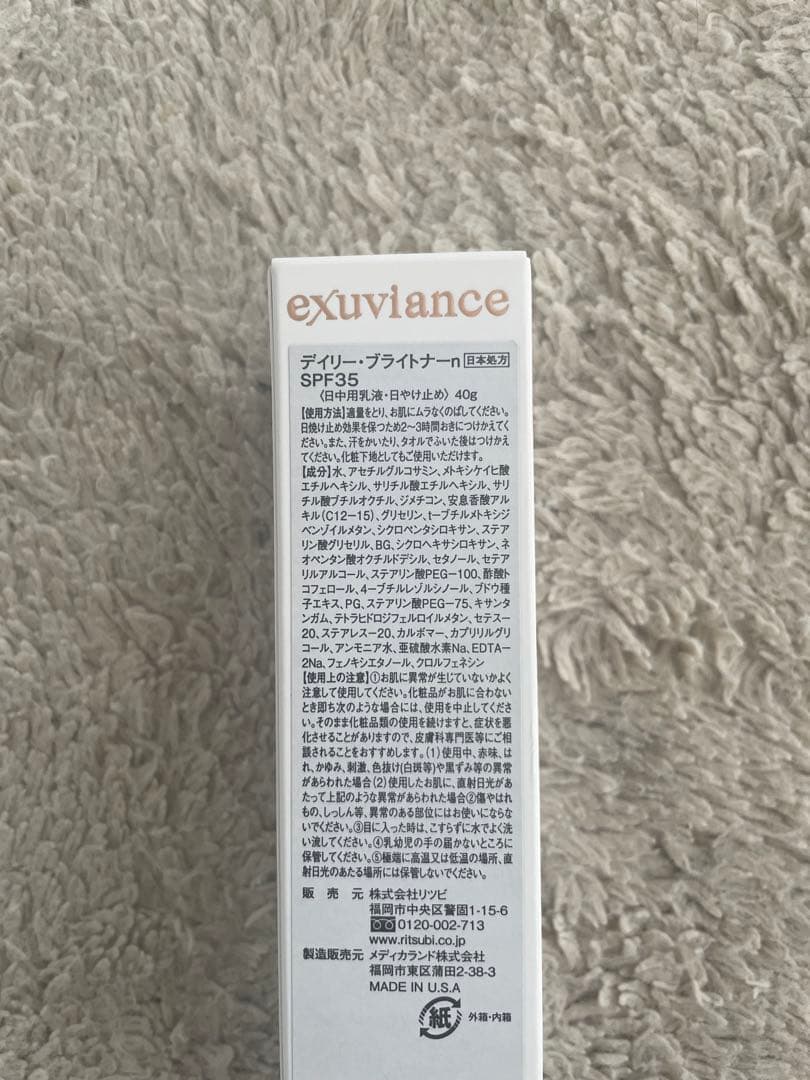 exuviance
デイリー・ブライトナーn 日本処方
SPF35
〈日中用乳液・日やけ止め〉 40g
【使用方法】適量をとり、お肌にムラなくのばしてください。
日焼け止め効果を保つため2〜3時間おきにつけかえてく
ださい。また、汗をかいたり、タオルでふいた後はつけかえ
てください。化粧下地としてもご使用いただけます。
【成分】水、アセチルグルコサミン、メトキシケイヒ酸
エチルヘキシル、サリチル酸エチルヘキシル、サリ
チル酸ブチルオクチル、ジメチコン、安息香酸アル
キル(C12-15)、グリセリン、t-ブチルメトキシジ
ベンゾイルメタン、シクロペンタシロキサン、ステア
リン酸グリセリル、BG、シクロヘキサシロキサン、ネ
オペンタン酸オクチルドデシル、セタノール、セテア
リルアルコール、ステアリン酸PEG-100、酢酸ト
コフェロール、4-ブチルレゾルシノール、ブドウ種
子エキス、PG、ステアリン酸PEG-75、キサンタ
ンガム、テトラヒドロジフェルロイルメタン、セテス-
20、ステアレス-20、カルボマー、カプリリルグリ
コール、アンモニア水、亜硫酸水素Na、EDTA-
2Na、フェノキシエタノール、クロルフェネシン
【使用上の注意】①お肌に異常が生じていないかよく
注意して使用してください。化粧品がお肌に合わない
とき即ち次のような場合には、使用を中止してくださ
い。そのまま化粧品類の使用を続けますと、症状を悪
化させることがありますので、皮膚科専門医等にご相
談されることをおすすめします。(1)使用中、赤味、は
れ、かゆみ、刺激、色抜け(白斑等)や黒ずみ等の異常
があらわれた場合(2)使用したお肌に、直射日光があ
たって上記のような異常があらわれた場合②傷やはれ
もの、しっしん等、異常のある部位にはお使いにならな
いでください。③目に入った時は、こすらずに水でよく洗
い流してください。④乳幼児の手の届かないところに
保管してください。⑤極端に高温又は低温の場所、直
射日光のあたる場所には保管しないでください。
販売元 株式会社リツビ
福岡市中央区警固1-15-6
0120-002-713
www.ritsubi.co.jp
製造販売元 メディカランド株式会社
福岡市東区蒲田2-38-3
MADE IN U.S.A
紙 外箱・内箱